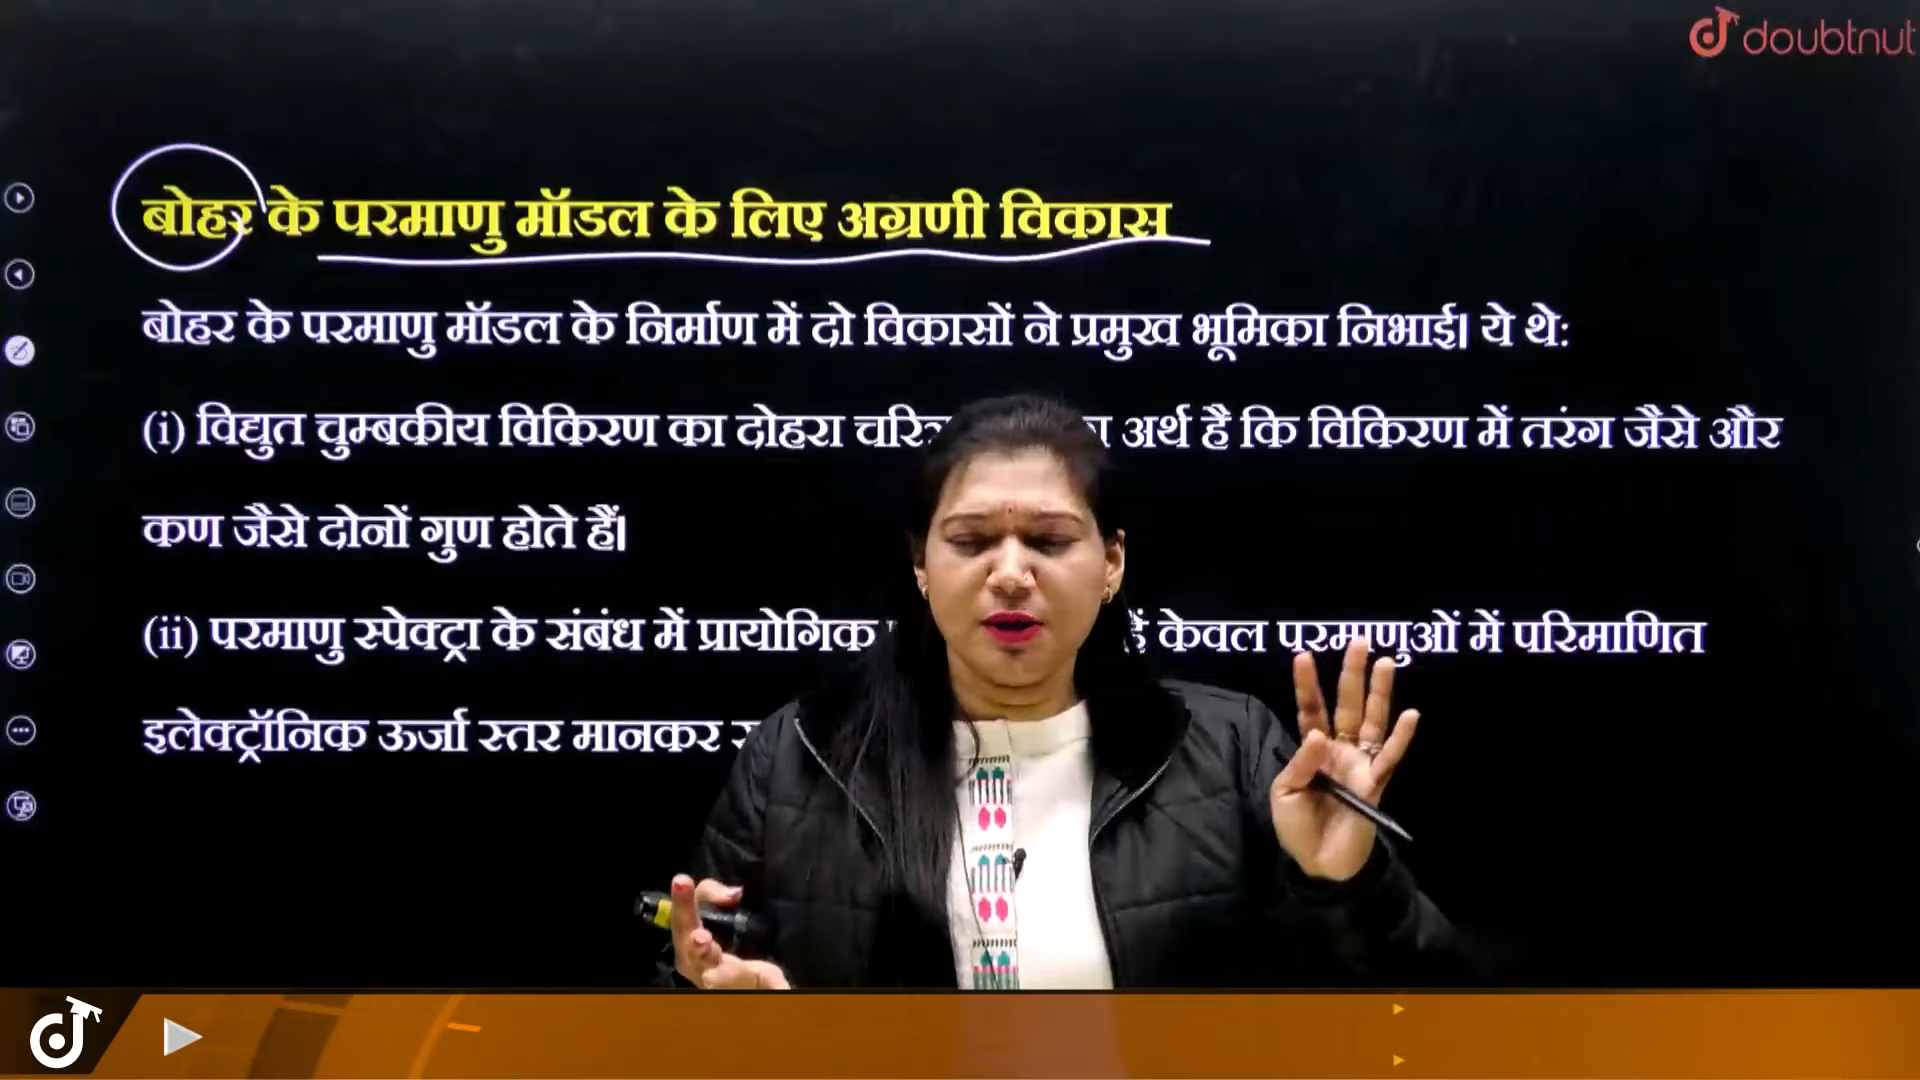 doubtnut
बोहर के परमाणु मॉडल के लिए अग्रणी विकास
बोहर के परमाणु मॉडल के निर्माण में दो विकासों ने प्रमुख भूमिका निभाई। ये थे:
(i) विद्युत चुम्बकीय विकिरण का दोहरा अर्थ है कि विकिरण में तरंग जैसे और
कण जैसे दोनों गुण होते हैं।
(ii) परमाणु स्पेक्ट्रा के संबंध में प्रायोगिक केवल परमाणुओं में परिमाणित
इलेक्ट्रॉनिक ऊर्जा स्तर मानकर